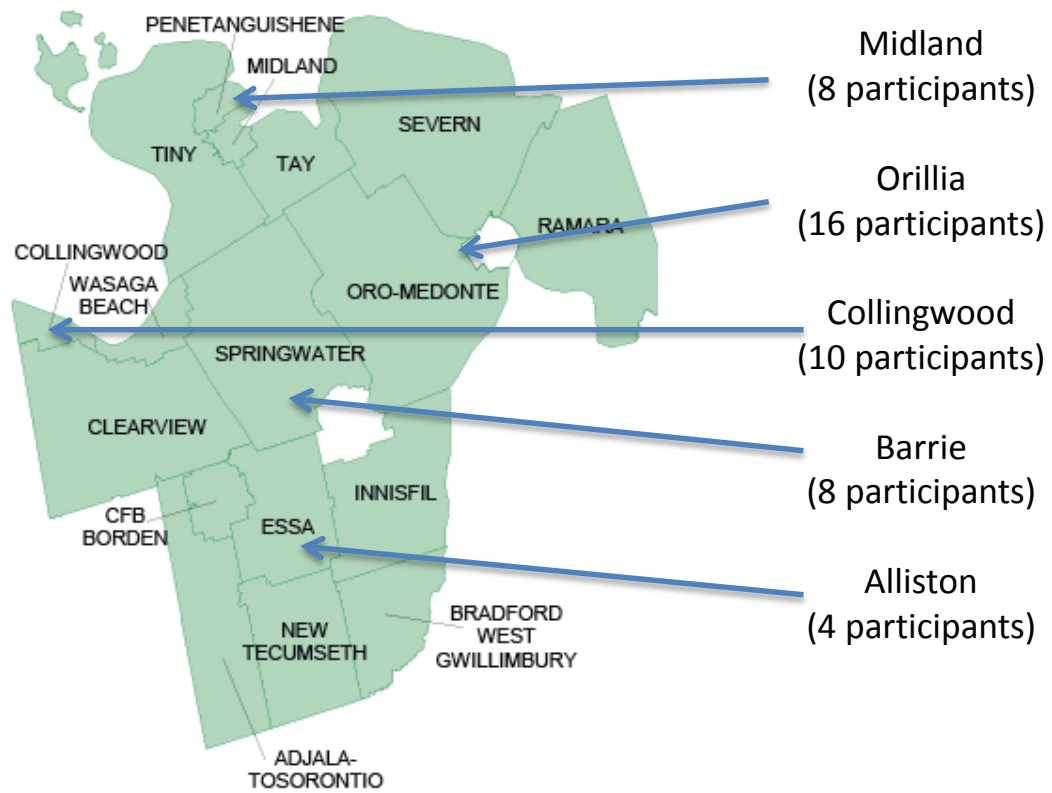 PENETANGUISHENE
MIDLAND
SEVERN
TINY
TAY
RAMARA
COLLINGWOOD
WASAGA
BEACH
ORO-MEDONTE
SPRINGWATER
CLEARVIEW
INNISFIL
CFB
BORDEN
ESSA
BRADFORD
WEST
GWILLIMBURY
NEW
TECUMSETH
ADJALA-
TOSORONTIO
Midland
(8 participants)
Orillia
(16 participants)
Collingwood
(10 participants)
Barrie
(8 participants)
Alliston
(4 participants)